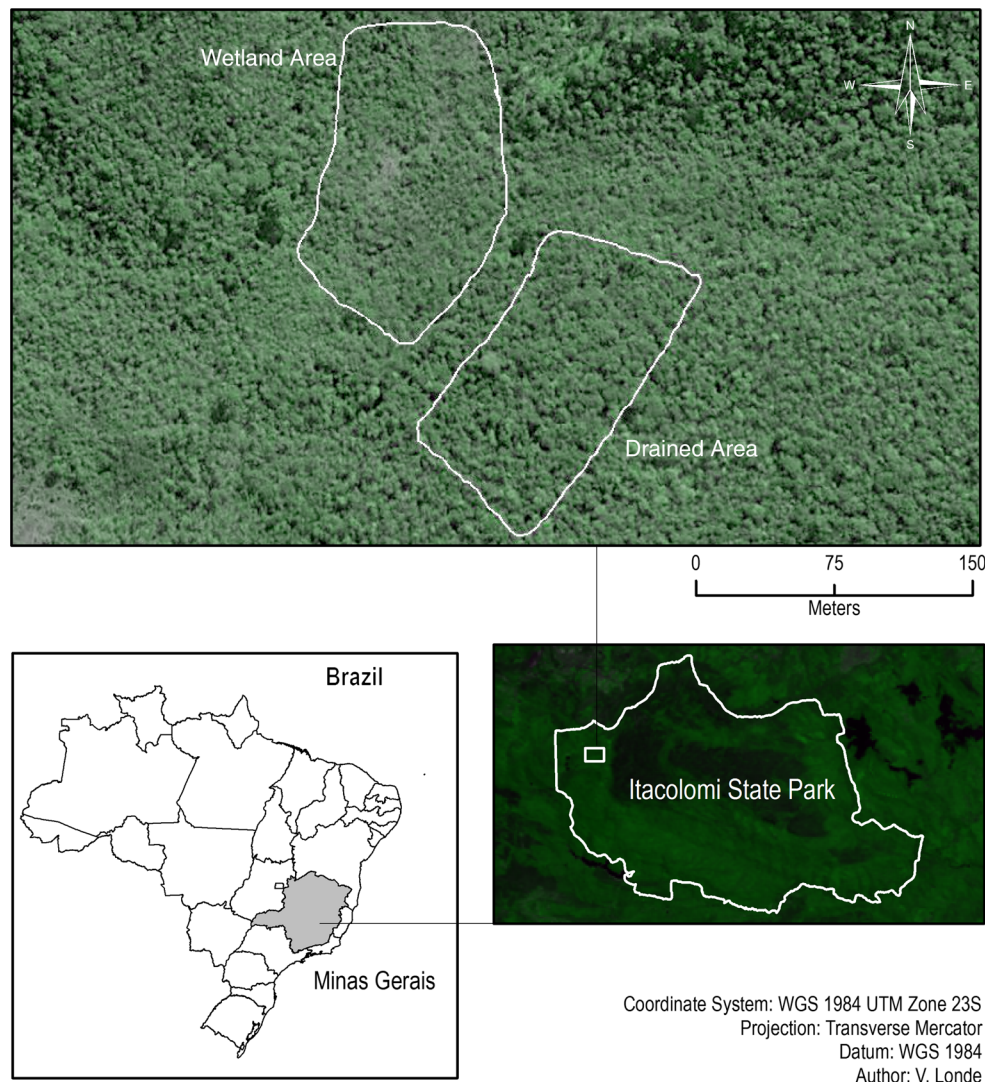 Wetland Area
N
W
E
S
Drained Area
0 75 150
Meters
Brazil
Itacolomi State Park
Minas Gerais
Coordinate System: WGS 1984 UTM Zone 23S
Projection: Transverse Mercator
Datum: WGS 1984
Author: V. Londe